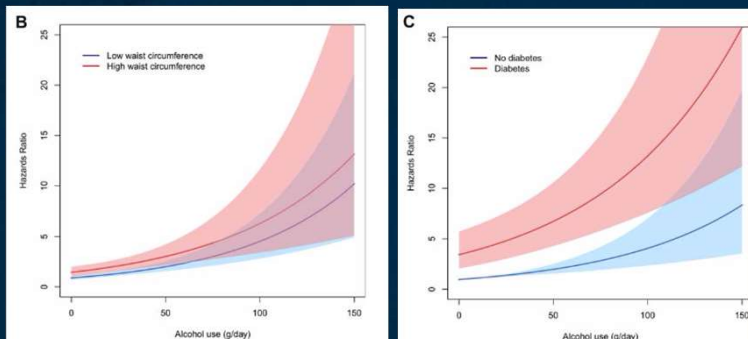 B
Low waist circumference
High waist circumference
25
20
15
10
5
0
Hazards Ratio
0
50
100
150
Alcohol use (g/day)
C
No diabetes
Diabetes
25
20
15
10
5
0
Hazards Ratio
0
50
100
150
Alcohol use (g/day)